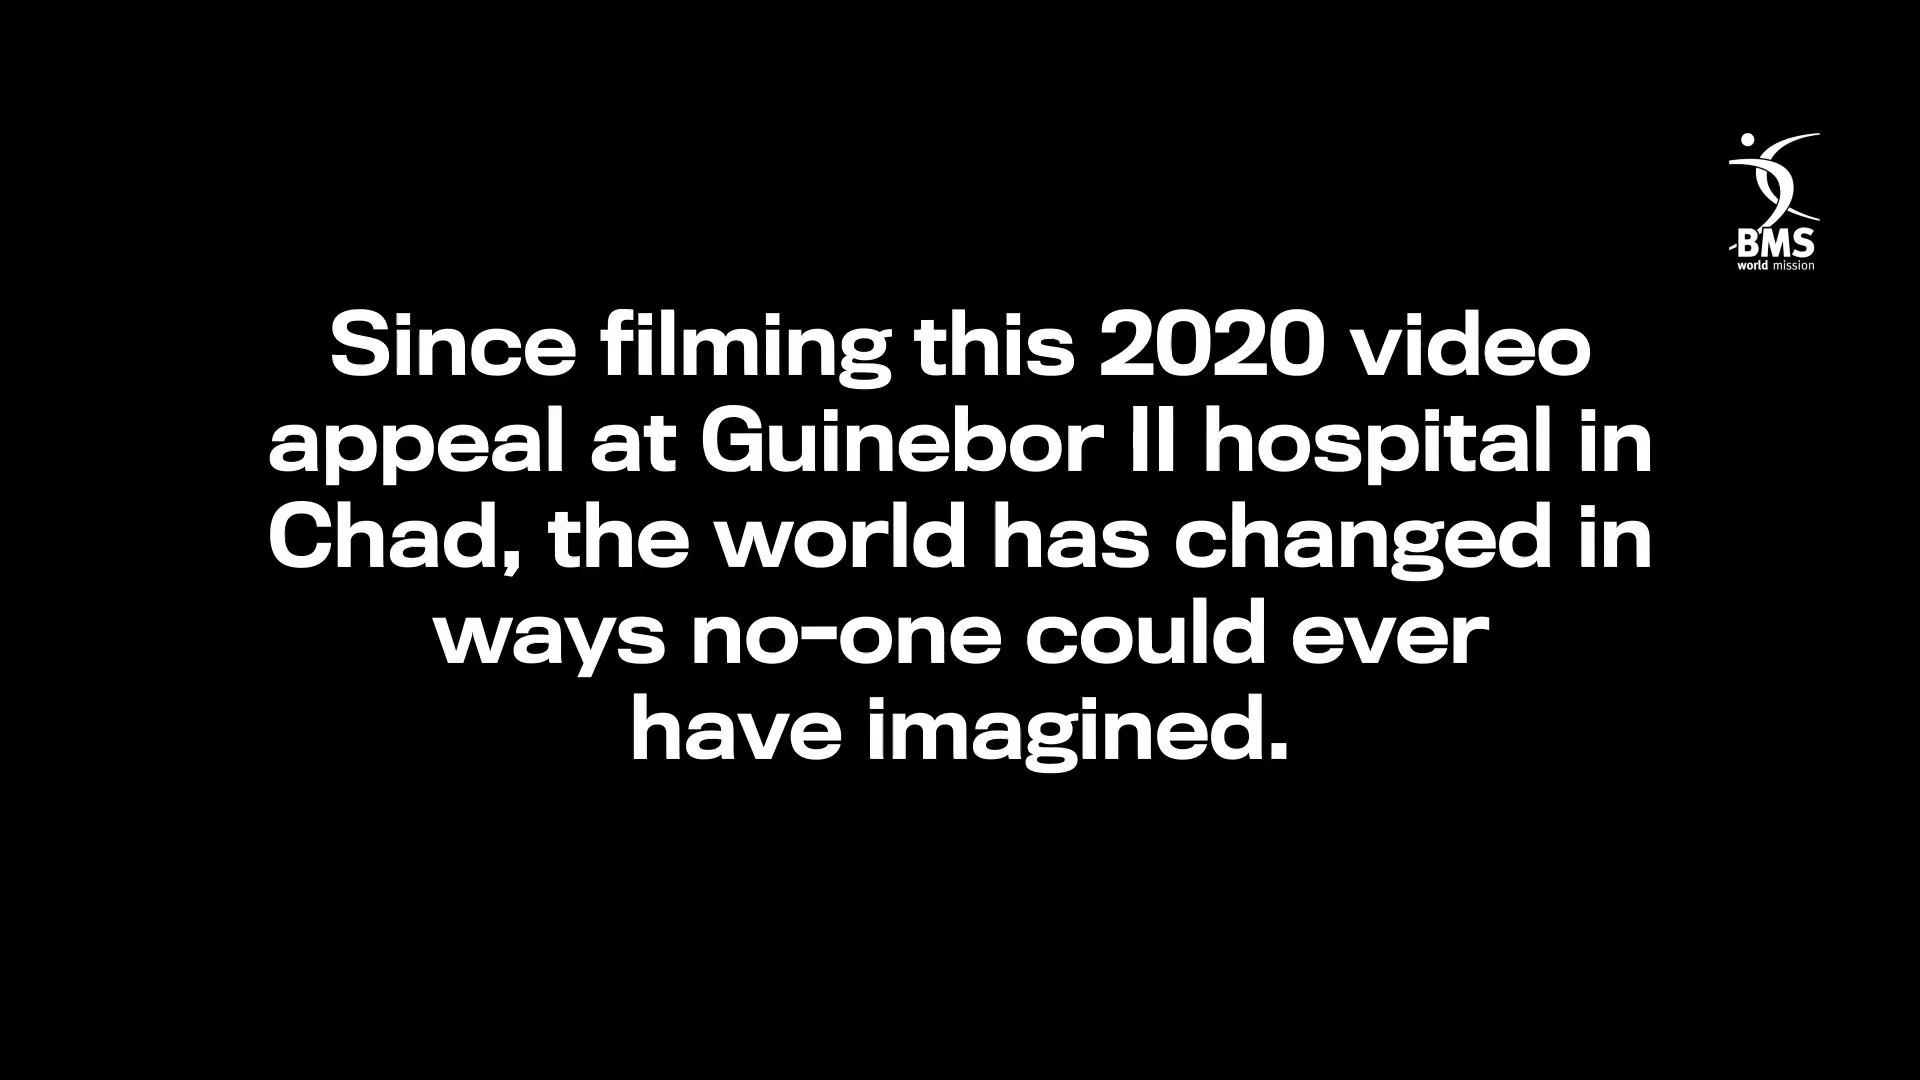 BMS
world mission
Since filming this 2020 video
appeal at Guinebor II hospital in
Chad, the world has changed in
ways no-one could ever
have imagined.